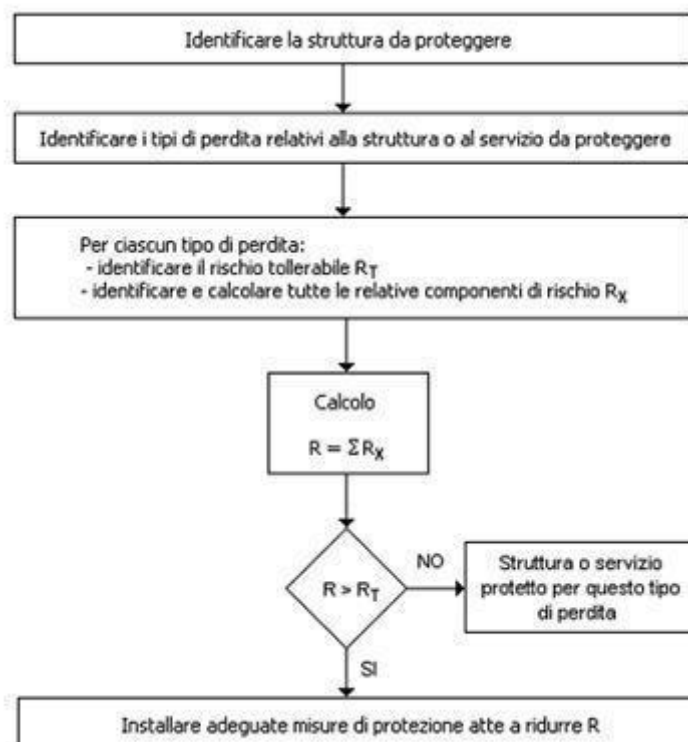 Identificare la struttura da proteggere
Identificare i tipi di perdita relativi alla struttura o al servizio da proteggere
Per ciascun tipo di perdita:
- identificare il rischio tollerabile RT
- identificare e calcolare tutte le relative componenti di rischio RX
Calcolo
R = ΣRX
R > RT
NO
Struttura o servizio
protetto per questo tipo
di perdita
SI
Installare adeguate misure di protezione atte a ridurre R